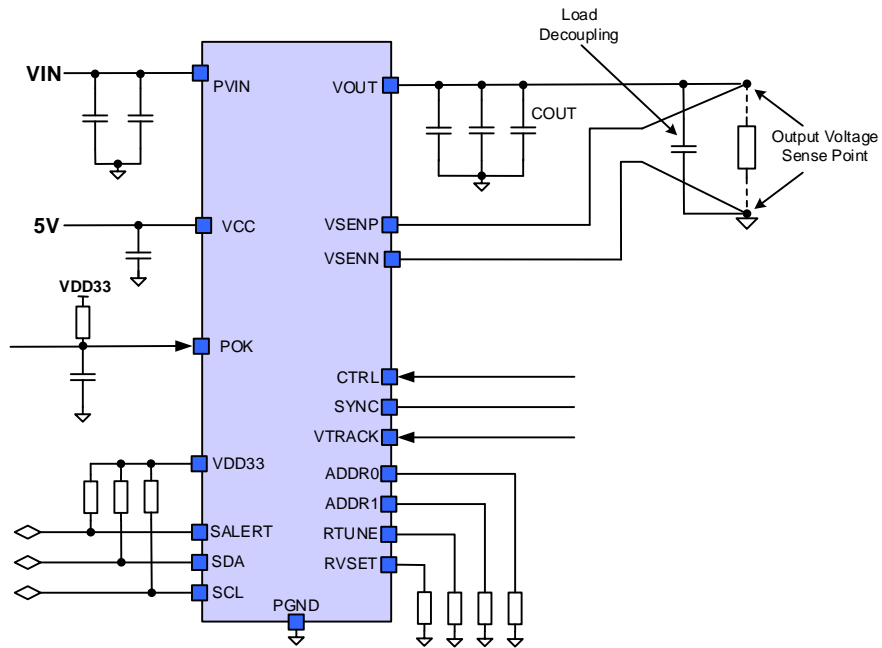 Load
Decoupling
VIN
PVIN
VOUT
COUT
Output Voltage
Sense Point
5V
VCC
VSENP
VSENN
VDD33
POK
CTRL
SYNC
VTRACK
VDD33
ADDR0
ADDR1
SALERT
RTUNE
SDA
RVSET
SCL
PGND